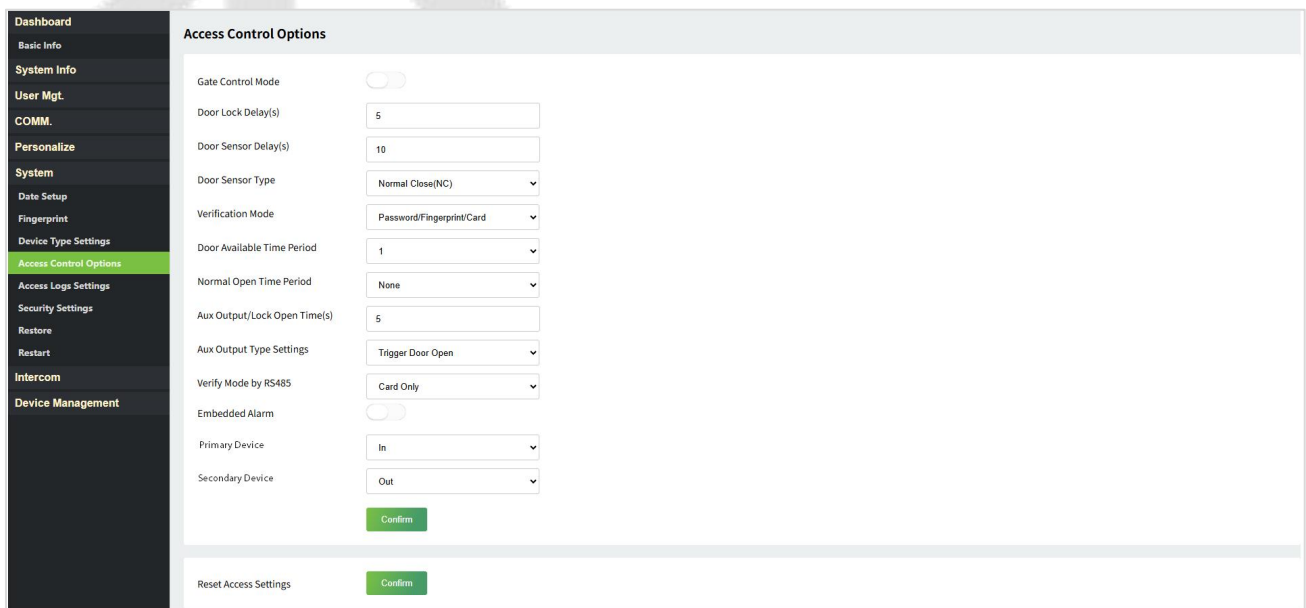 Dashboard
Basic Info
System Info
User Mgt.
COMM.
Personalize
System
Date Setup
Fingerprint
Device Type Settings
Access Control Options
Access Logs Settings
Security Settings
Restore
Restart
Intercom
Device Management
Access Control Options
Gate Control Mode
Door Lock Delay(s) 5
Door Sensor Delay(s) 10
Door Sensor Type Normal Close(NC)
Verification Mode Password/Fingerprint/Card
Door Available Time Period 1
Normal Open Time Period None
Aux Output/Lock Open Time(s) 5
Aux Output Type Settings Trigger Door Open
Verify Mode by RS485 Card Only
Embedded Alarm
Primary Device In
Secondary Device Out
Confirm
Reset Access Settings Confirm